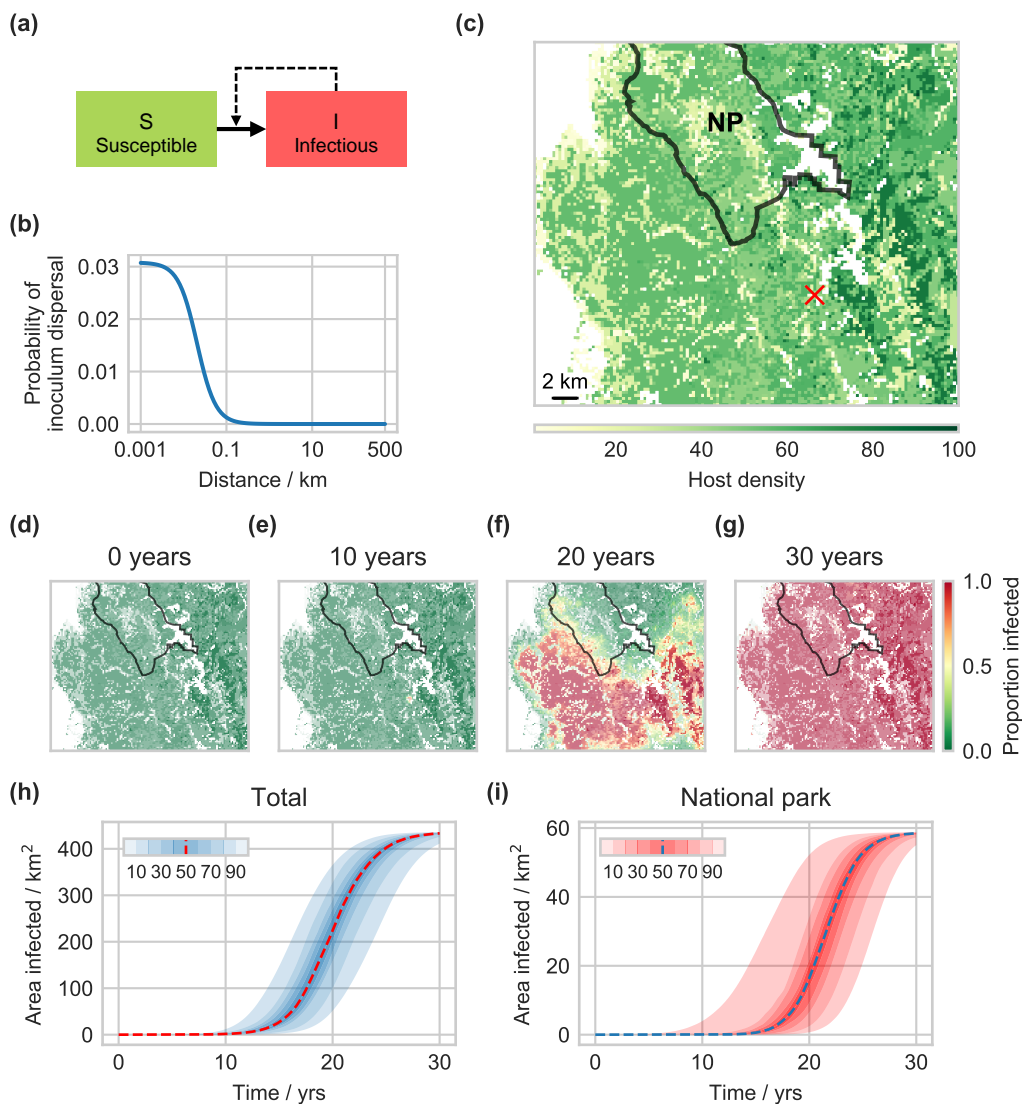 (a)
S
Susceptible
I
Infectious
(b)
0.03
0.02
0.01
0.00
Probability of
inoculum dispersal
0.001 0.1 10 500
Distance / km
(c)
NP
2 km
20 40 60 80 100
Host density
(d)
0 years
(e)
10 years
(f)
20 years
(g)
30 years
1.0
0.5
0.0
Proportion infected
(h)
Total
400
300
200
100
0
Area infected / km²
10 30 50 70 90
0 10 20 30
Time / yrs
(i)
National park
60
40
20
0
Area infected / km²
10 30 50 70 90
0 10 20 30
Time / yrs